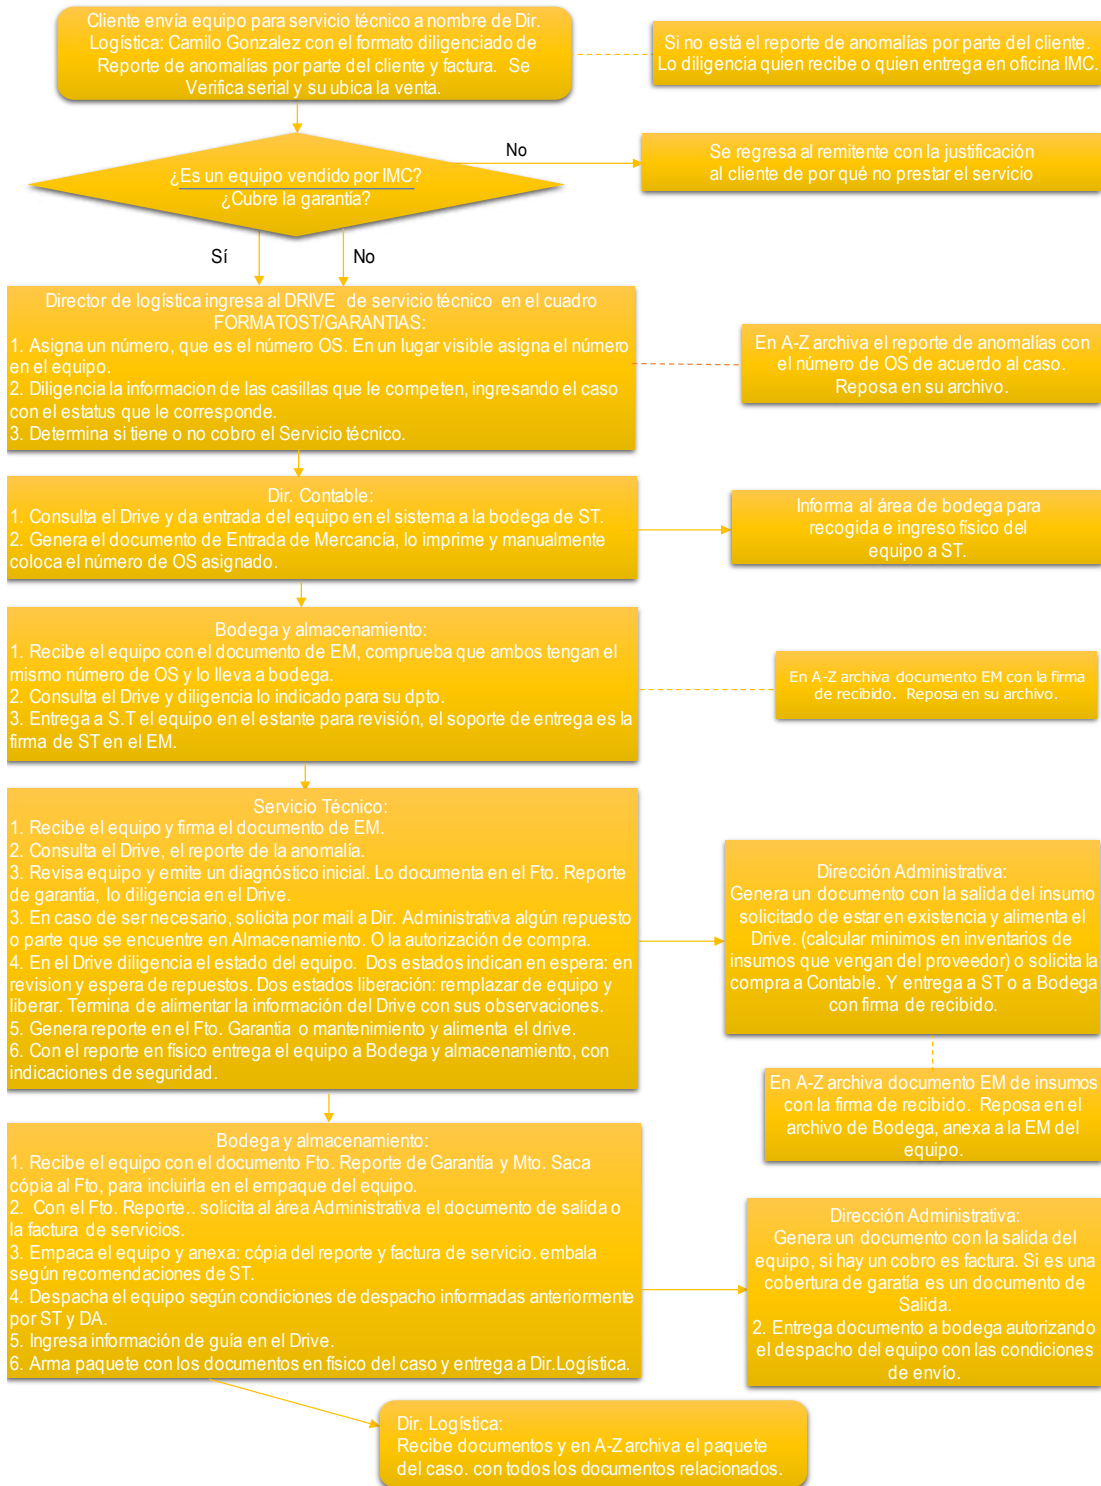 Cliente envía equipo para servicio técnico a nombre de Dir.
Logística: Camilo Gonzalez con el formato diligenciado de
Reporte de anomalías por parte del cliente y factura.  Se
Verifica serial y su ubica la venta.
Si no está el reporte de anomalías por parte del cliente.
Lo diligencia quien recibe o quien entrega en oficina IMC.
¿Es un equipo vendido por IMC?
¿Cubre la garantía?
No
Se regresa al remitente con la justificación
al cliente de por qué no prestar el servicio
Sí
No
Director de logística ingresa al DRIVE  de servicio técnico  en el cuadro
FORMATOST/GARANTIAS:
1. Asigna un número, que es el número OS. En un lugar visible asigna el número
en el equipo.
2. Diligencia la informacion de las casillas que le competen, ingresando el caso
con el estatus que le corresponde.
3. Determina si tiene o no cobro el Servicio técnico.
En A-Z archiva el reporte de anomalías con
el número de OS de acuerdo al caso.
Reposa en su archivo.
Dir. Contable:
1. Consulta el Drive y da entrada del equipo en el sistema a la bodega de ST.
2. Genera el documento de Entrada de Mercancía, lo imprime y manualmente
coloca el número de OS asignado.
Informa al área de bodega para
recogida e ingreso físico del
equipo a ST.
Bodega y almacenamiento:
1. Recibe el equipo con el documento de EM, comprueba que ambos tengan el
mismo número de OS y lo lleva a bodega.
2. Consulta el Drive y diligencia lo indicado para su dpto.
3. Entrega a S.T el equipo en el estante para revisión, el soporte de entrega es la
firma de ST en el EM.
En A-Z archiva documento EM con la firma
de recibido.  Reposa en su archivo.
Servicio Técnico:
1. Recibe el equipo y firma el documento de EM.
2. Consulta el Drive, el reporte de la anomalía.
3. Revisa equipo y emite un diagnóstico inicial. Lo documenta en el Fto. Reporte
de garantía, lo diligencia en el Drive.
3. En caso de ser necesario, solicita por mail a Dir. Administrativa algún repuesto
o parte que se encuentre en Almacenamiento. O la autorización de compra.
4. En el Drive diligencia el estado del equipo.  Dos estados indican en espera: en
revision y espera de repuestos. Dos estados liberación: remplazar de equipo y
liberar. Termina de alimentar la información del Drive con sus observaciones.
5. Genera reporte en el Fto. Garantia o mantenimiento y alimenta el drive.
6. Con el reporte en físico entrega el equipo a Bodega y almacenamiento, con
indicaciones de seguridad.
Dirección Administrativa:
Genera un documento con la salida del insumo
solicitado de estar en existencia y alimenta el
Drive. (calcular minimos en inventarios de
insumos que vengan del proveedor) o solicita la
compra a Contable. Y entrega a ST o a Bodega
con firma de recibido.
En A-Z archiva documento EM de insumos
con la firma de recibido.  Reposa en el
archivo de Bodega, anexa a la EM del
equipo.
Bodega y almacenamiento:
1. Recibe el equipo con el documento Fto. Reporte de Garantía y Mto. Saca
cópia al Fto, para incluirla en el empaque del equipo.
2.  Con el Fto. Reporte.. solicita al área Administrativa el documento de salida o
la factura de servicios.
3. Empaca el equipo y anexa: cópia del reporte y factura de servicio. embala
según recomendaciones de ST.
4. Despacha el equipo según condiciones de despacho informadas anteriormente
por ST y DA.
5. Ingresa información de guía en el Drive.
6. Arma paquete con los documentos en físico del caso y entrega a Dir.Logística.
Dirección Administrativa:
Genera un documento con la salida del
equipo, si hay un cobro es factura. Si es una
cobertura de garatía es un documento de
Salida.
2. Entrega documento a bodega autorizando
el despacho del equipo con las condiciones
de envío.
Dir. Logística:
Recibe documentos y en A-Z archiva el paquete
del caso. con todos los documentos relacionados.